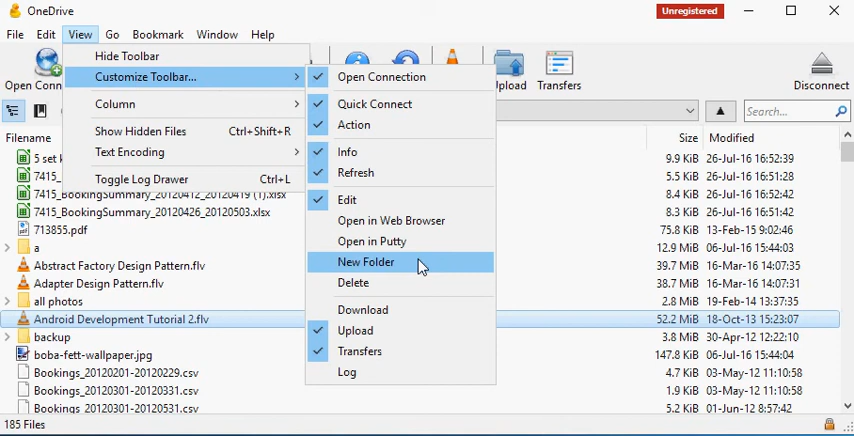 OneDrive
Unregistered
File Edit View Go Bookmark Window Help
Open Conn
Upload
Transfers
Disconnect
Hide Toolbar
Customize Toolbar...
Column
Show Hidden Files Ctrl+Shift+R
Text Encoding
Toggle Log Drawer Ctrl+L
Open Connection
Quick Connect
Action
Info
Refresh
Edit
Open in Web Browser
Open in Putty
New Folder
Delete
Download
Upload
Transfers
Log
Search...
Filename Size Modified
5 set 9.9 KiB 26-Jul-16 16:52:39
7415_ 5.5 KiB 26-Jul-16 16:51:28
7415_BookingSummary_20120412_20120419 (1).xlsx 8.4 KiB 26-Jul-16 16:52:42
7415_BookingSummary_20120426_20120503.xlsx 8.3 KiB 26-Jul-16 16:51:42
713855.pdf 75.8 KiB 13-Feb-15 9:02:46
a 12.9 MiB 06-Jul-16 15:44:03
Abstract Factory Design Pattern.flv 39.7 MiB 16-Mar-16 14:07:35
Adapter Design Pattern.flv 38.7 MiB 16-Mar-16 14:07:31
all photos 2.8 MiB 19-Feb-14 13:37:35
Android Development Tutorial 2.flv 52.2 MiB 18-Oct-13 15:23:07
backup 3.8 MiB 30-Apr-12 12:22:10
boba-fett-wallpaper.jpg 147.8 KiB 06-Jul-16 15:44:04
Bookings_20120201-20120229.csv 4.7 KiB 03-May-12 11:10:58
Bookings_20120301-20120331.csv 1.9 KiB 03-May-12 11:10:58
Bookings_20120301-20120531.csv 5.2 KiB 01-Jun-12 8:57:42
185 Files